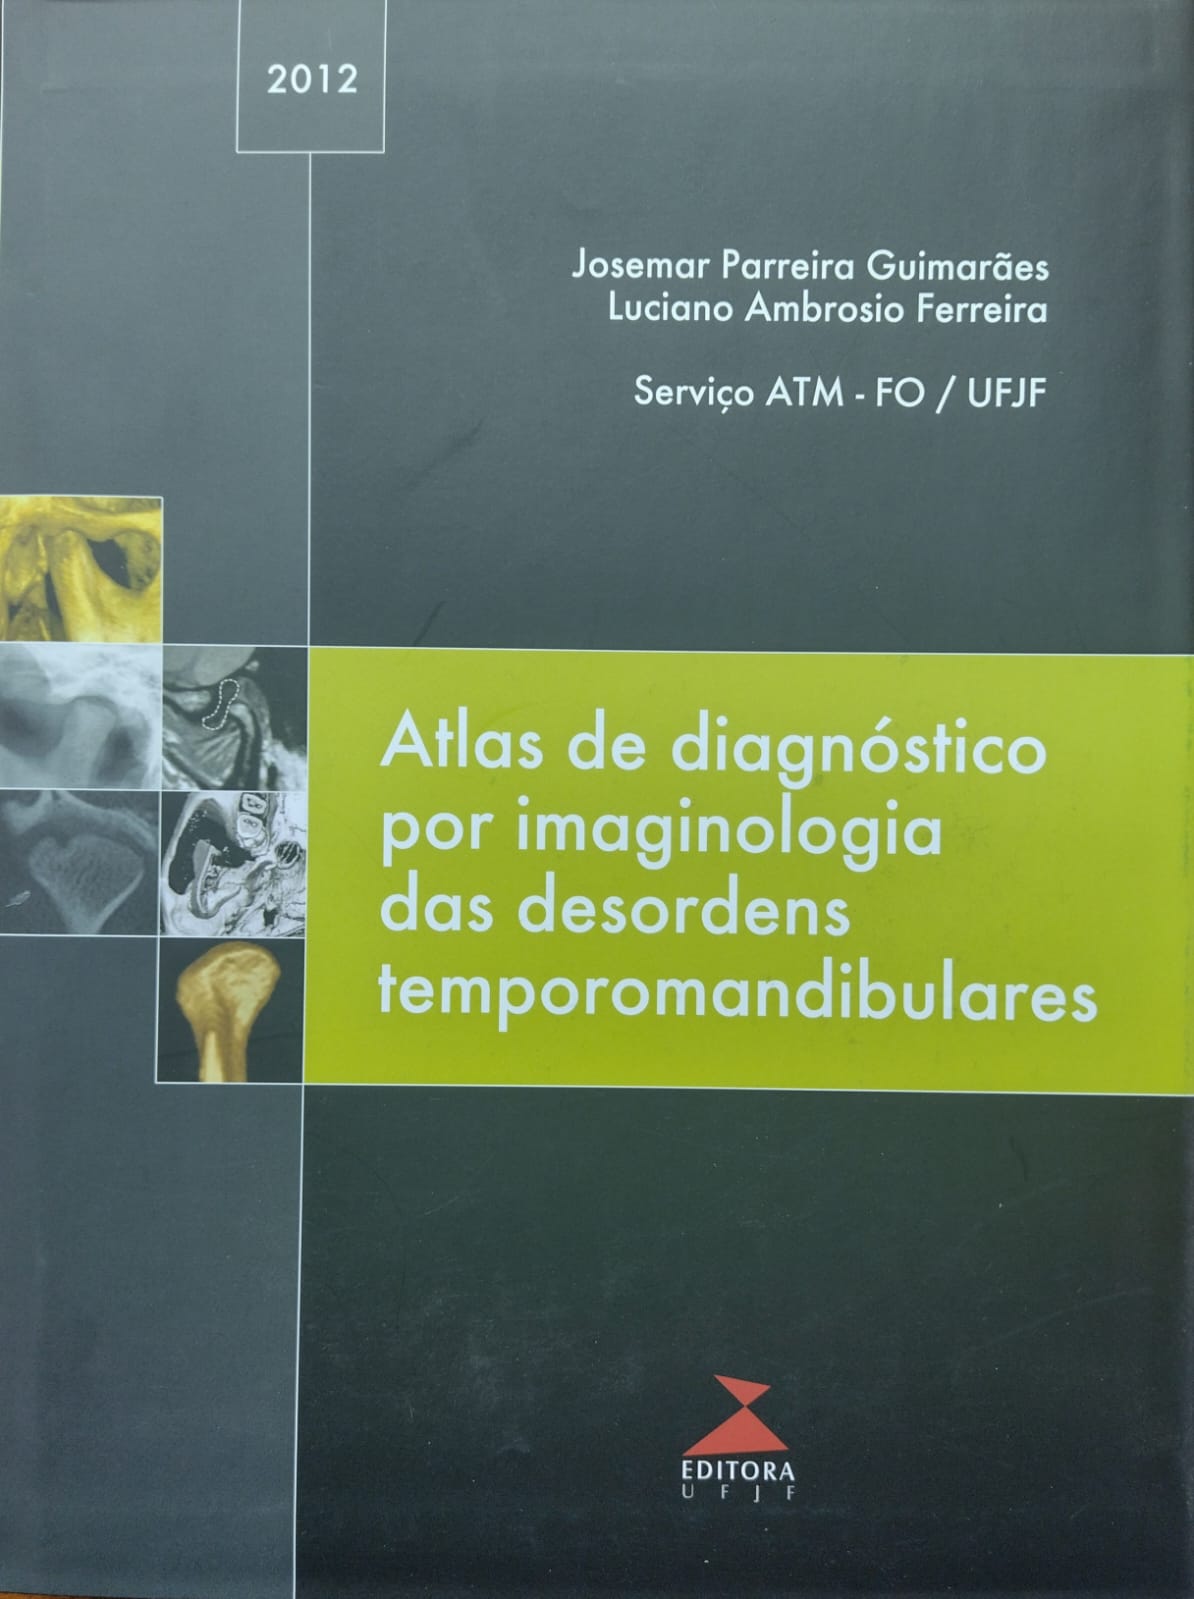 2012
Josemar Parreira Guimarães
Luciano Ambrosio Ferreira
Serviço ATM - FO / UFJF
Atlas de diagnóstico
por imaginologia
das desordens
temporomandibulares
EDITORA
UFJF